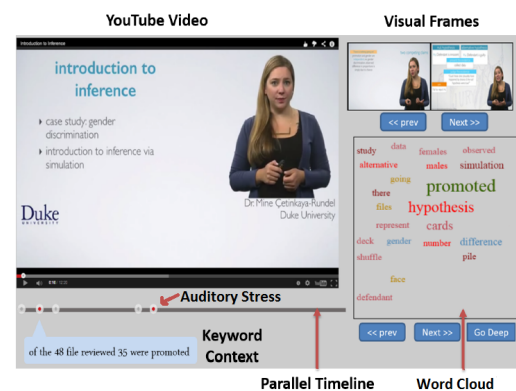 YouTube Video
Visual Frames
Introduction to Inference
introduction to
inference
case study: gender
discrimination
introduction to inference via
simulation
Dr. Mine Çetinkaya-Rundel
Duke University
Duke
UNIVERSITY
<< prev
Next >>
study data females observed
alternative males simulation
going
there promoted
files hypothesis
represent cards
deck gender number difference
shuffle pile
face
defendant
<< prev
Next >>
Go Deep
Auditory Stress
Keyword
Context
of the 48 file reviewed 35 were promoted
Parallel Timeline
Word Cloud